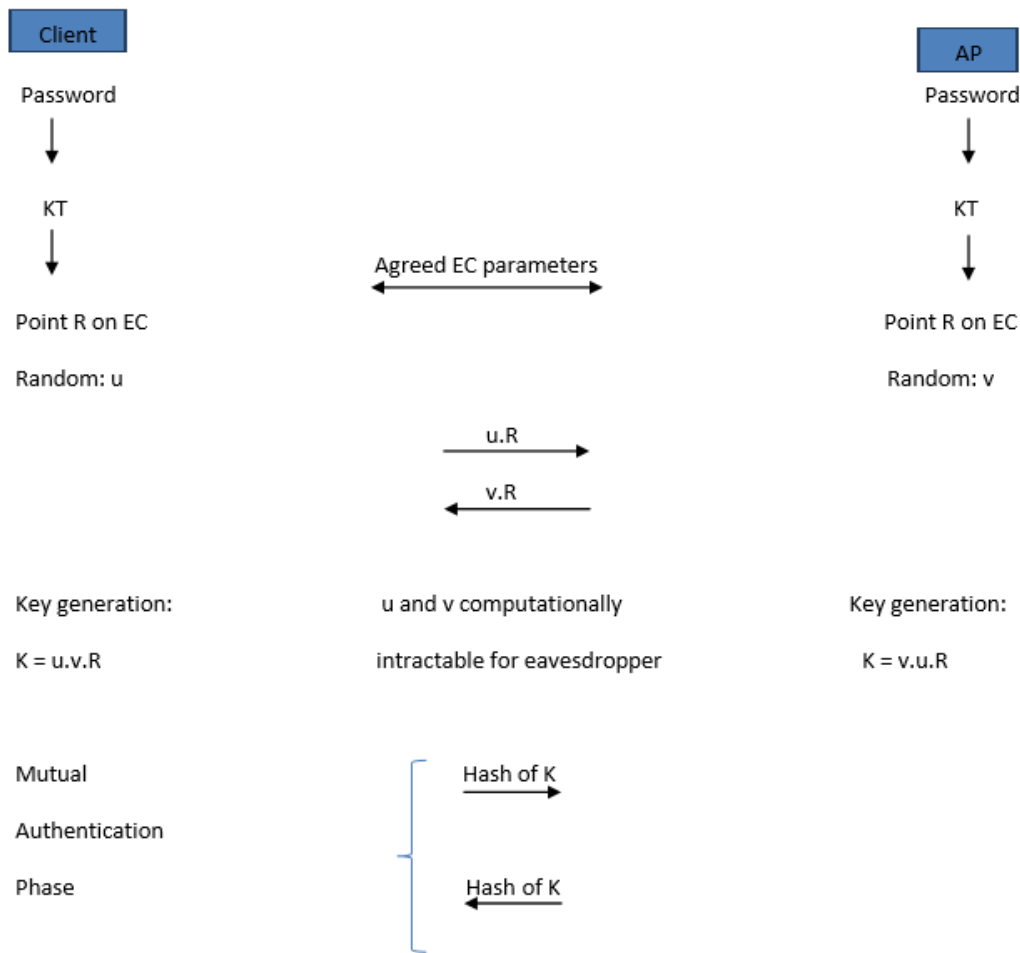 Client
AP
Password
Password
KT
KT
Agreed EC parameters
Point R on EC
Point R on EC
Random: u
Random: v
u.R
v.R
Key generation:
u and v computationally
Key generation:
K = u.v.R
intractable for eavesdropper
K = v.u.R
Mutual
Hash of K
Authentication
Phase
Hash of K